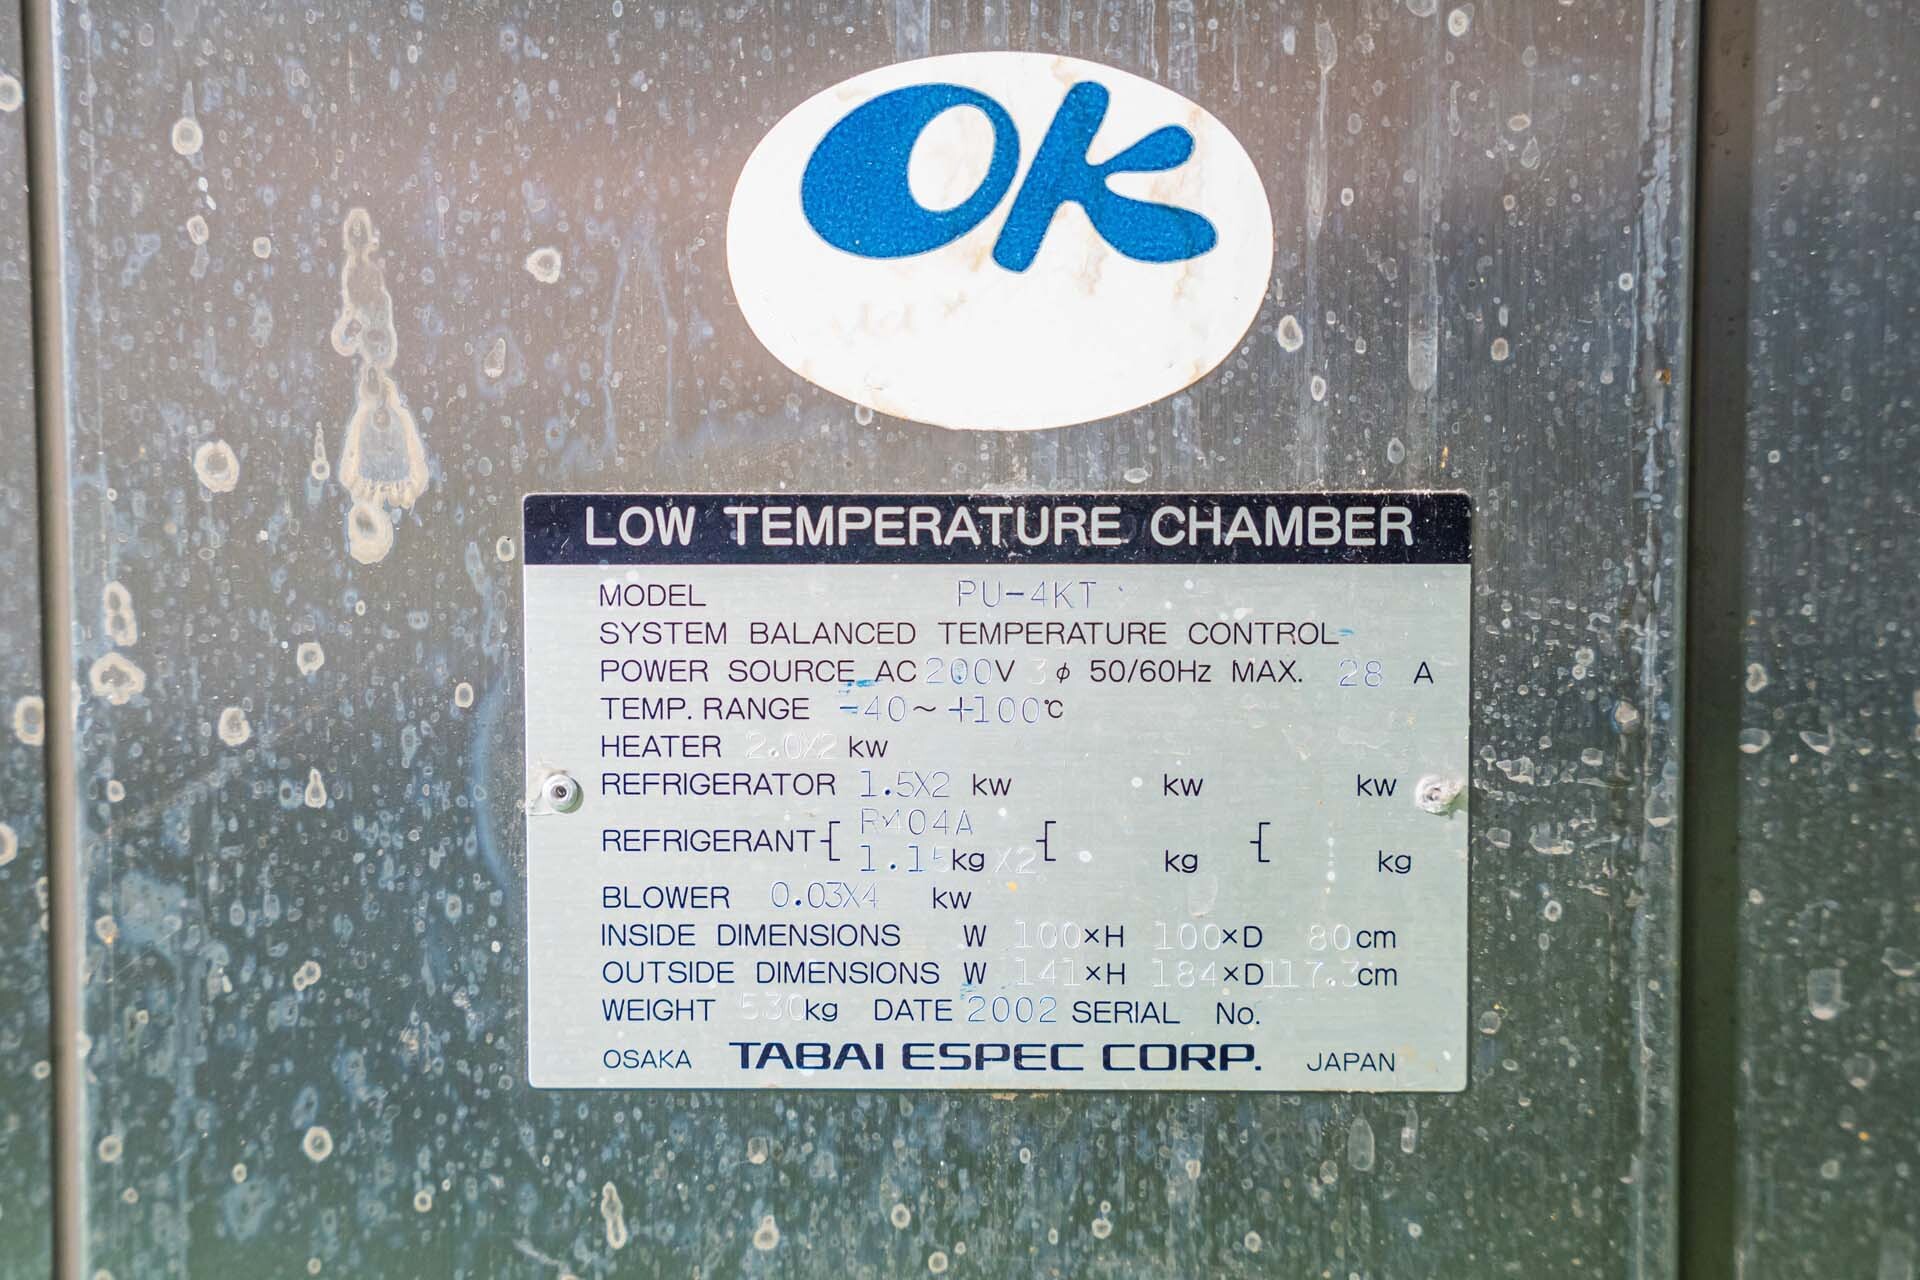 OK
LOW TEMPERATURE CHAMBER
MODEL PU-4KT
SYSTEM BALANCED TEMPERATURE CONTROL
POWER SOURCE AC 200V 3 φ 50/60Hz MAX. 28 A
TEMP. RANGE -40~+100℃
HEATER 2.0X2 kw
REFRIGERATOR 1.5X2 kw kw kw
R404A
REFRIGERANT { { {
1.15kg X2 kg kg
BLOWER 0.03X4 kw
INSIDE DIMENSIONS W 100×H 100×D 80cm
OUTSIDE DIMENSIONS W 141×H 184×D117.3cm
WEIGHT 530kg DATE 2002 SERIAL No.
OSAKA TABAI ESPEC CORP. JAPAN